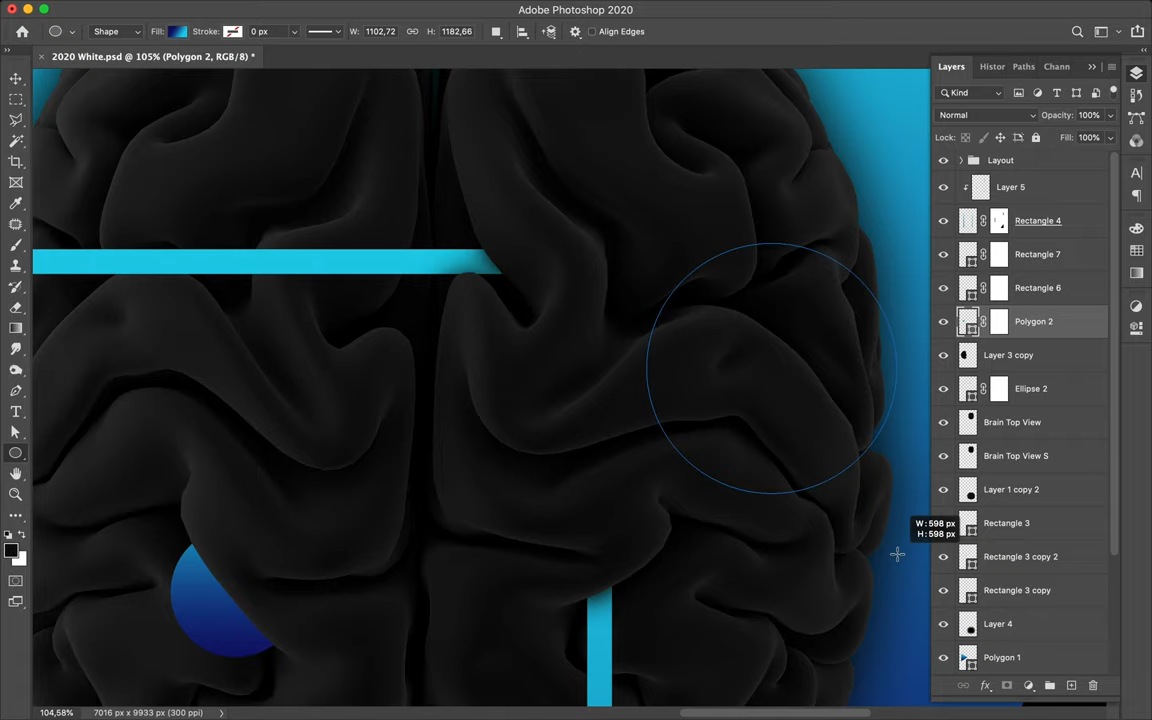 Adobe Photoshop 2020
Shape Fill: Stroke: 0 px W: 1102,72 H: 1182,66 Align Edges
2020 White.psd @ 105% (Polygon 2, RGB/8) *
Layers Histor Paths Chann
Kind
Normal Opacity: 100%
Lock: Fill: 100%
Layout
Layer 5
Rectangle 4
Rectangle 7
Rectangle 6
Polygon 2
Layer 3 copy
Ellipse 2
Brain Top View
Brain Top View S
Layer 1 copy 2
Rectangle 3
W: 598 px
H: 598 px
Rectangle 3 copy 2
Rectangle 3 copy
Layer 4
Polygon 1
104,58% 7016 px x 9933 px (300 ppi)